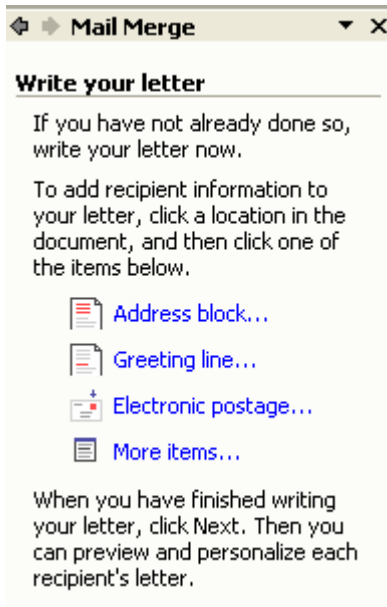 Mail Merge
Write your letter
If you have not already done so,
write your letter now.
To add recipient information to
your letter, click a location in the
document, and then click one of
the items below.
Address block...
Greeting line...
Electronic postage...
More items...
When you have finished writing
your letter, click Next. Then you
can preview and personalize each
recipient's letter.